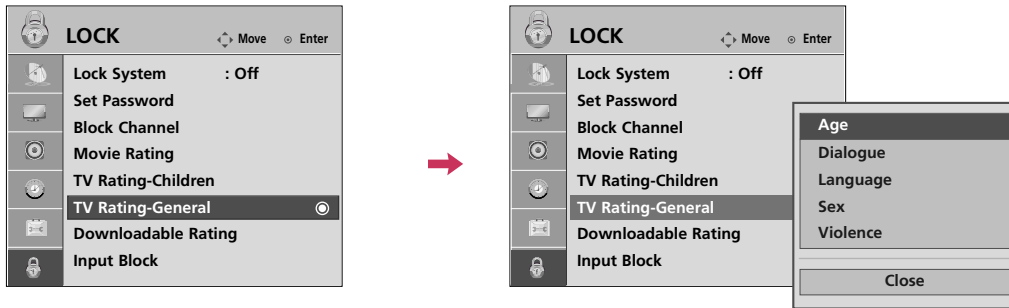 LOCK
Move Enter
Lock System : Off
Set Password
Block Channel
Movie Rating
TV Rating-Children
TV Rating-General
Downloadable Rating
Input Block
LOCK
Move Enter
Lock System : Off
Set Password
Block Channel
Movie Rating
TV Rating-Children
TV Rating-General
Downloadable Rating
Input Block
Age
Dialogue
Language
Sex
Violence
Close